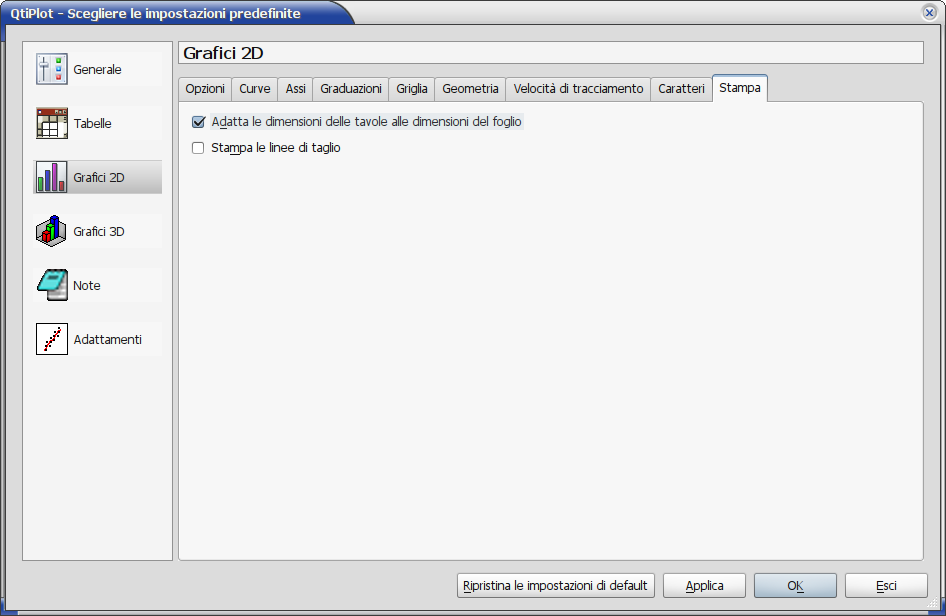 QtiPlot - Scegliere le impostazioni predefinite
Generale
Tabelle
Grafici 2D
Grafici 3D
Note
Adattamenti
Grafici 2D
Opzioni Curve Assi Graduazioni Griglia Geometria Velocità di tracciamento Caratteri Stampa
Adatta le dimensioni delle tavole alle dimensioni del foglio
Stampa le linee di taglio
Ripristina le impostazioni di default Applica OK Esci